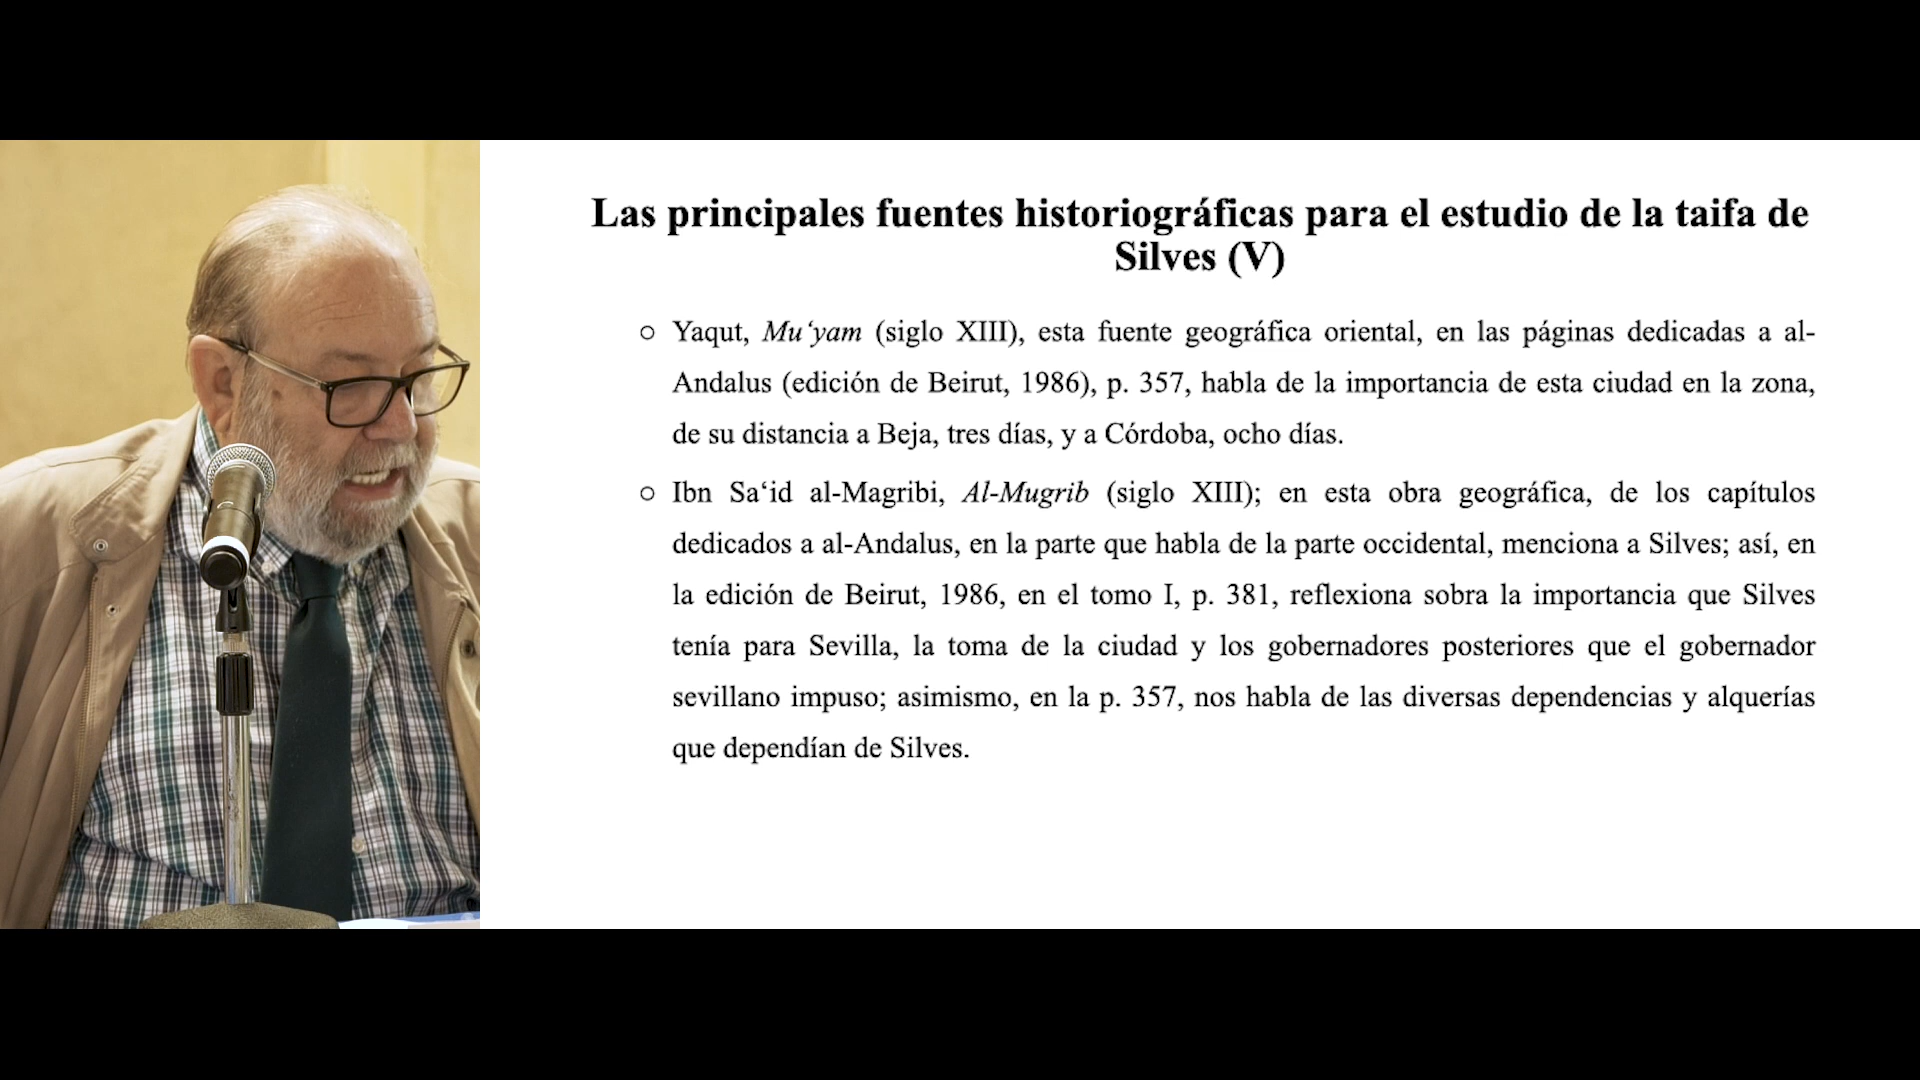 Las principales fuentes historiográficas para el estudio de la taifa de
Silves (V)
Yaqut, Mu‘yam (siglo XIII), esta fuente geográfica oriental, en las páginas dedicadas a al-
Andalus (edición de Beirut, 1986), p. 357, habla de la importancia de esta ciudad en la zona,
de su distancia a Beja, tres días, y a Córdoba, ocho días.
Ibn Sa‘id al-Magribi, Al-Mugrib (siglo XIII); en esta obra geográfica, de los capítulos
dedicados a al-Andalus, en la parte que habla de la parte occidental, menciona a Silves; así, en
la edición de Beirut, 1986, en el tomo I, p. 381, reflexiona sobra la importancia que Silves
tenía para Sevilla, la toma de la ciudad y los gobernadores posteriores que el gobernador
sevillano impuso; asimismo, en la p. 357, nos habla de las diversas dependencias y alquerías
que dependían de Silves.